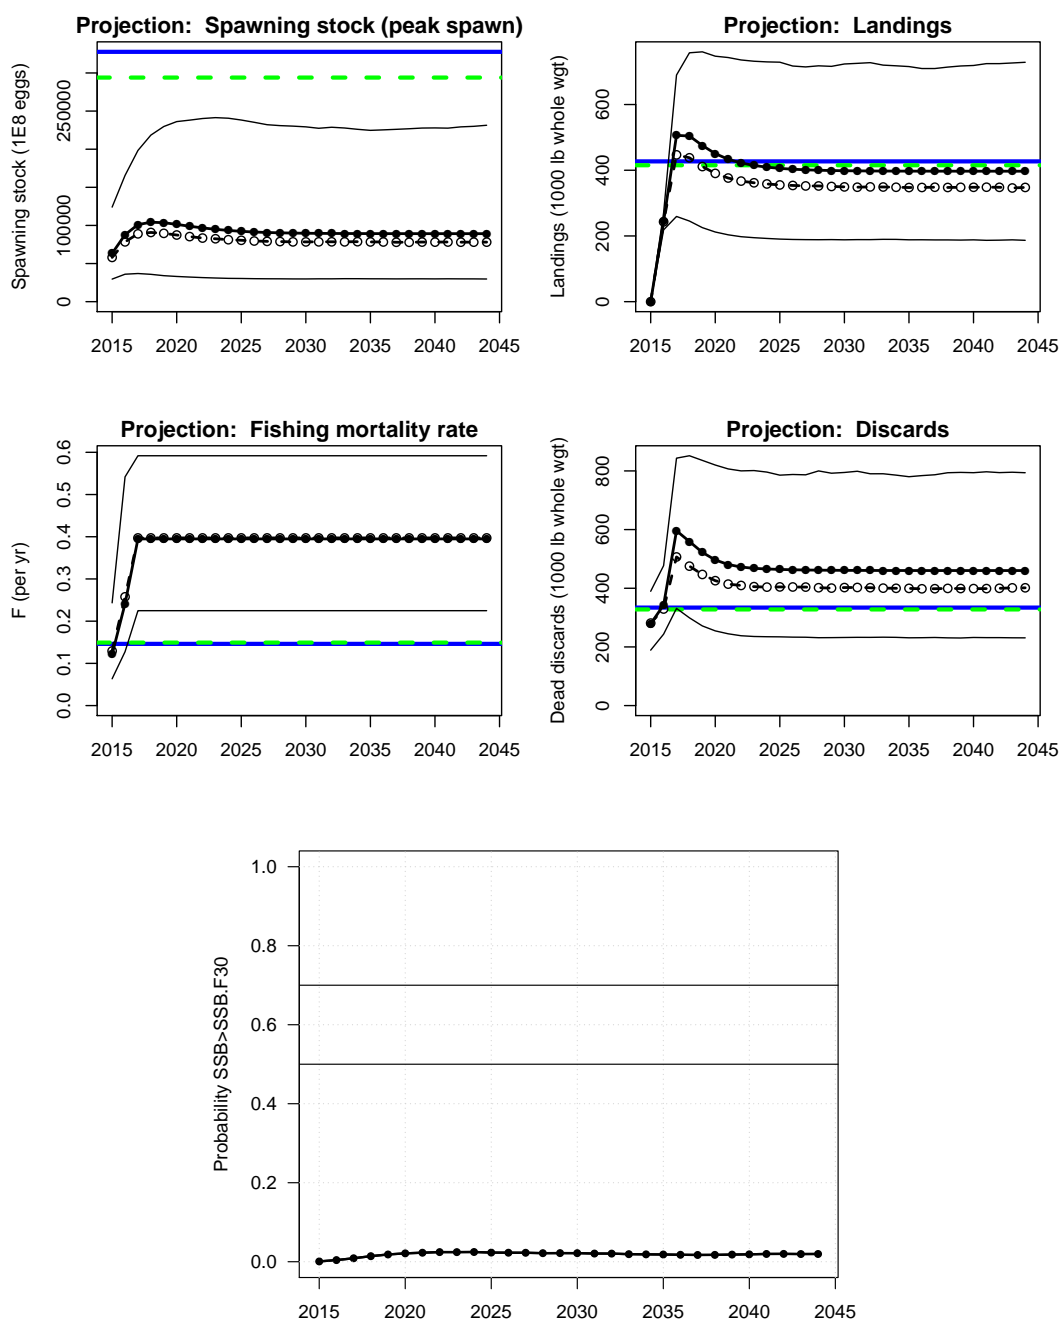 Projection: Spawning stock (peak spawn)
Spawning stock (1E8 eggs)
250000
100000
0
2015 2020 2025 2030 2035 2040 2045
Projection: Landings
Landings (1000 lb whole wgt)
600
400
200
0
2015 2020 2025 2030 2035 2040 2045
Projection: Fishing mortality rate
F (per yr)
0.6
0.5
0.4
0.3
0.2
0.1
0.0
2015 2020 2025 2030 2035 2040 2045
Projection: Discards
Dead discards (1000 lb whole wgt)
800
600
400
200
0
2015 2020 2025 2030 2035 2040 2045
Probability SSB>SSB.F30
1.0
0.8
0.6
0.4
0.2
0.0
2015 2020 2025 2030 2035 2040 2045